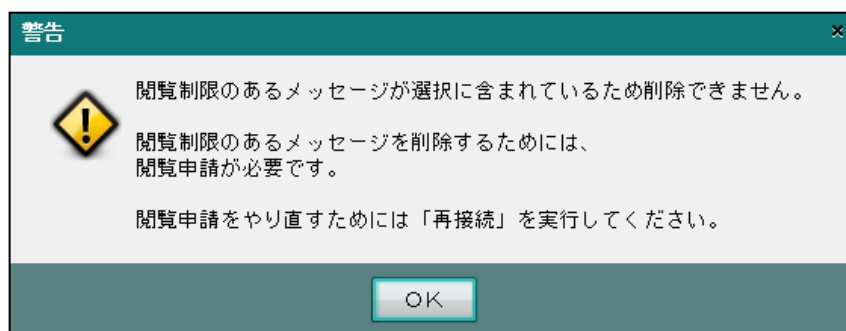 警告
閲覧制限のあるメッセージが選択に含まれているため削除できません。
閲覧制限のあるメッセージを削除するためには、
閲覧申請が必要です。
閲覧申請をやり直すためには「再接続」を実行してください。
OK